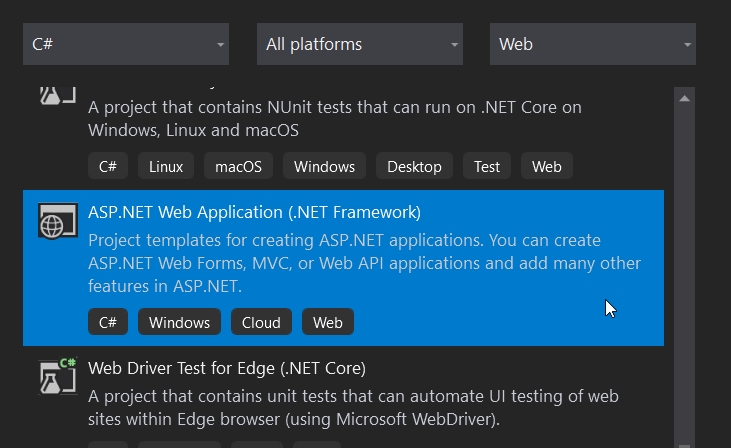 C#
All platforms
Web
A project that contains NUnit tests that can run on .NET Core on
Windows, Linux and macOS
C# Linux macOS Windows Desktop Test Web
ASP.NET Web Application (.NET Framework)
Project templates for creating ASP.NET applications. You can create
ASP.NET Web Forms, MVC, or Web API applications and add many other
features in ASP.NET.
C# Windows Cloud Web
C#
Web Driver Test for Edge (.NET Core)
A project that contains unit tests that can automate UI testing of web
sites within Edge browser (using Microsoft WebDriver).